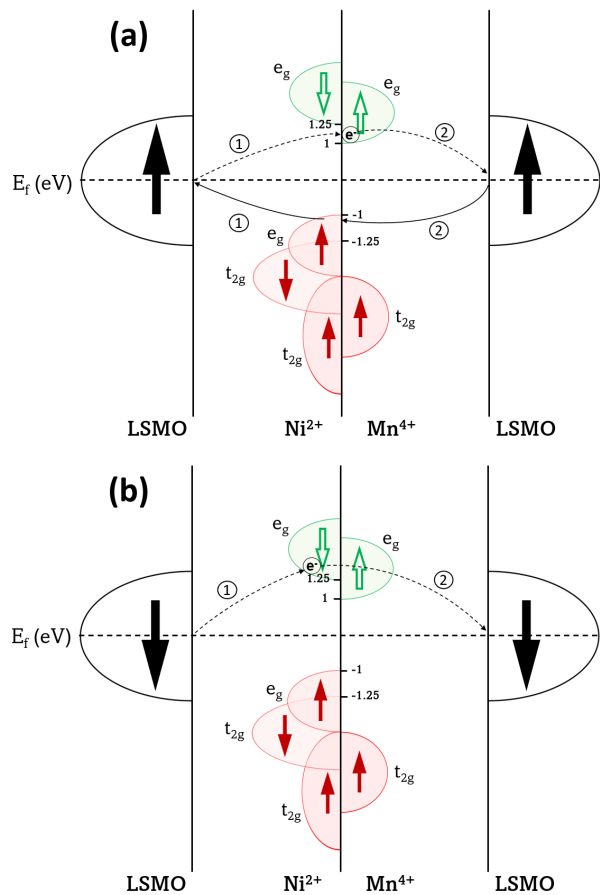 (a)
e_g
e_g
1.25
e-
1
①
②
E_f (eV)
-1
①
②
e_g
-1.25
t_2g
t_2g
t_2g
LSMO Ni²⁺ Mn⁴⁺ LSMO
(b)
e_g
e_g
e-
①
1.25
②
1
E_f (eV)
-1
e_g
-1.25
t_2g
t_2g
t_2g
LSMO Ni²⁺ Mn⁴⁺ LSMO